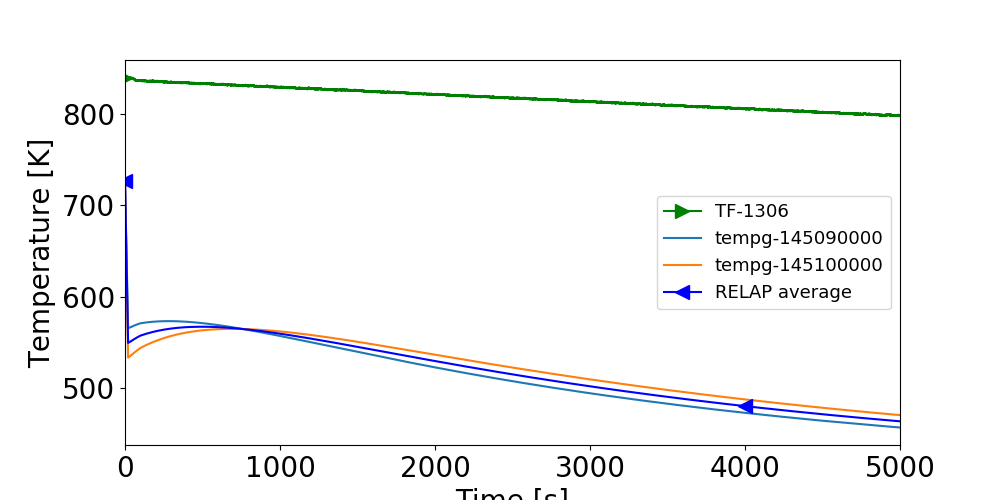 Temperature [K]
800
700
600
500
0 1000 2000 3000 4000 5000
Time [s]
TF-1306
tempg-145090000
tempg-145100000
RELAP average